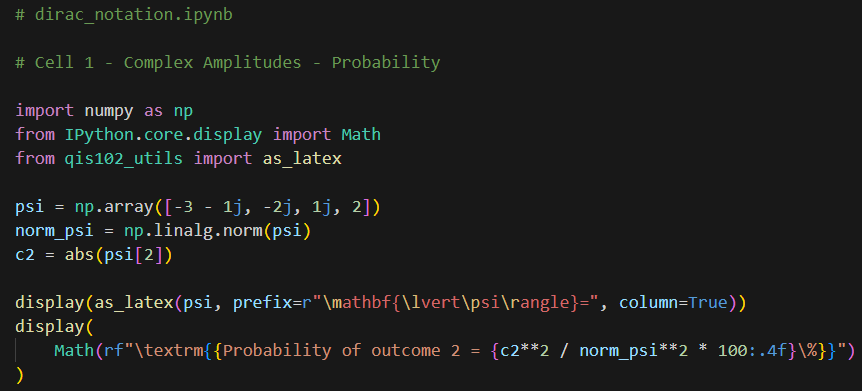 # dirac_notation.ipynb
# Cell 1 - Complex Amplitudes - Probability
import numpy as np
from IPython.core.display import Math
from qis102_utils import as_latex
psi = np.array([-3 - 1j, -2j, 1j, 2])
norm_psi = np.linalg.norm(psi)
c2 = abs(psi[2])
display(as_latex(psi, prefix=r"\mathbf{\lvert\psi\rangle}=", column=True))
display(
    Math(rf"\textrm{{Probability of outcome 2 = {c2**2 / norm_psi**2 * 100:.4f}\%}}")
)